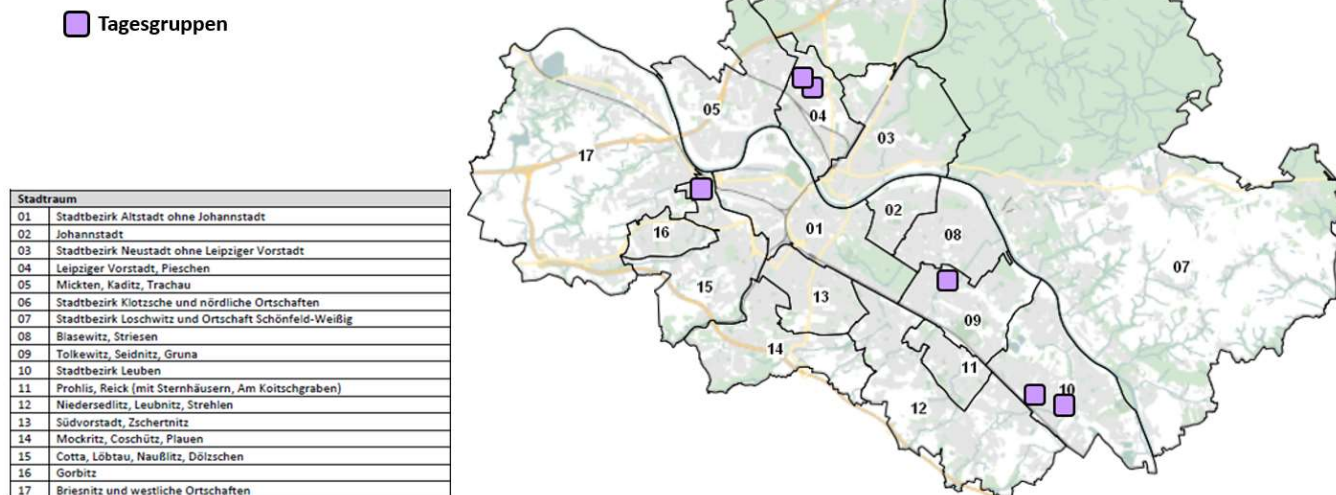 Tagesgruppen
Stadtraum
01 Stadtbezirk Altstadt ohne Johannstadt
02 Johannstadt
03 Stadtbezirk Neustadt ohne Leipziger Vorstadt
04 Leipziger Vorstadt, Pieschen
05 Mickten, Kaditz, Trachau
06 Stadtbezirk Klotzsche und nördliche Ortschaften
07 Stadtbezirk Loschwitz und Ortschaft Schönfeld-Weißig
08 Blasewitz, Striesen
09 Tolkewitz, Seidnitz, Gruna
10 Stadtbezirk Leuben
11 Prohlis, Reick (mit Sternhäusern, Am Koitschgraben)
12 Niedersedlitz, Leubnitz, Strehlen
13 Südvorstadt, Zschertnitz
14 Mockritz, Coschütz, Plauen
15 Cotta, Löbtau, Naußlitz, Dölzschen
16 Gorbitz
17 Briesnitz und westliche Ortschaften
05
04
03
17
02
16
01
08
07
15
13
09
14
11
10
12